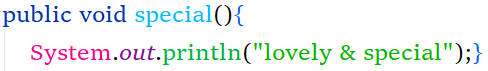 public void special(){
System.out.println("lovely & special");}